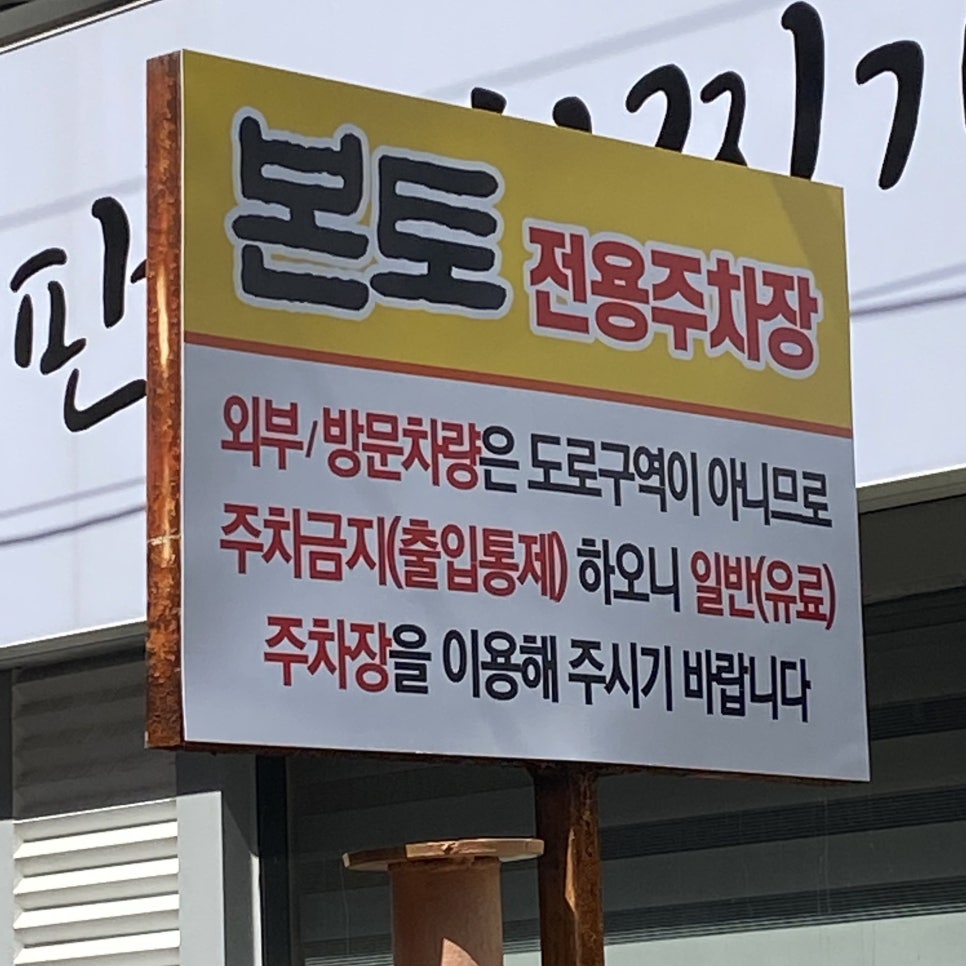 본토 전용주차장
외부/방문차량은 도로구역이 아니므로
주차금지(출입통제) 하오니 일반(유료)
주차장을 이용해 주시기 바랍니다
판